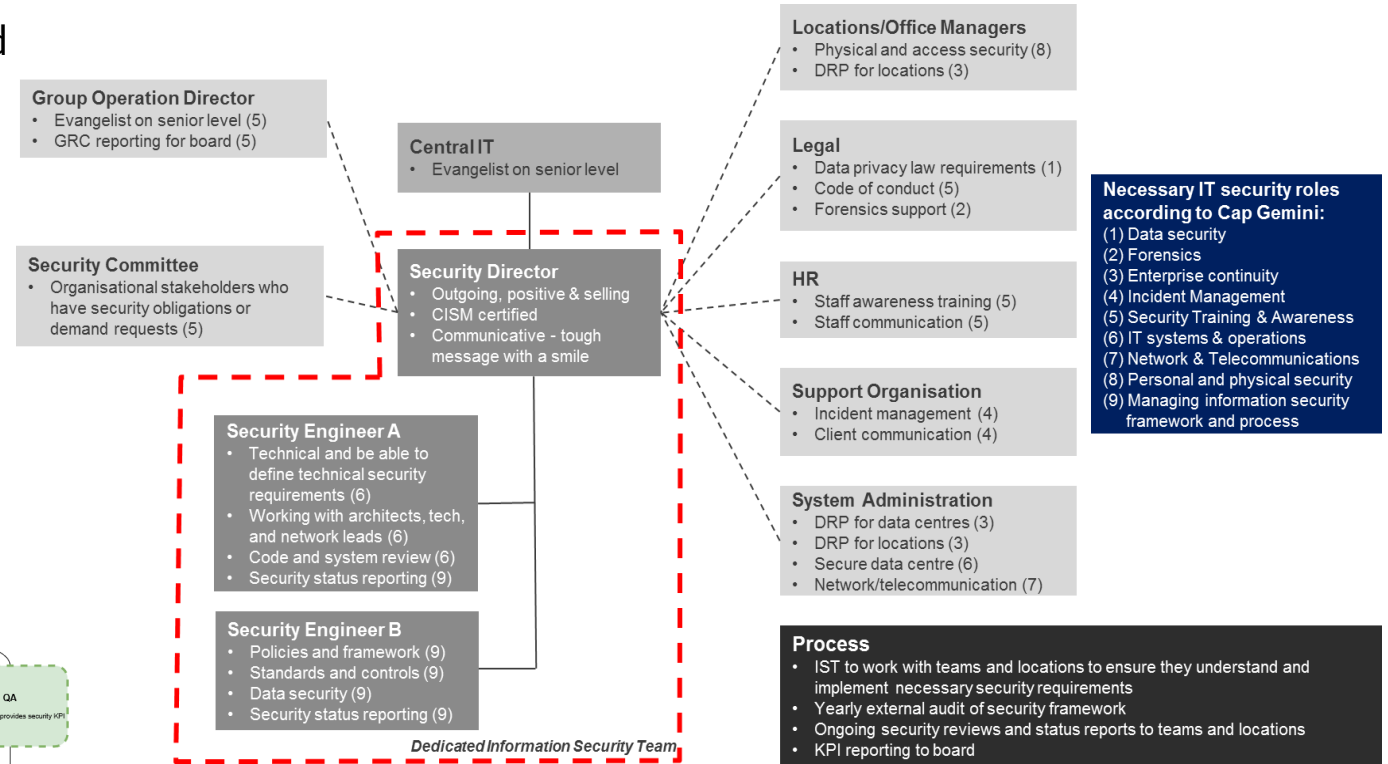 d
Group Operation Director
• Evangelist on senior level (5)
• GRC reporting for board (5)
Central IT
• Evangelist on senior level
Security Committee
• Organisational stakeholders who
have security obligations or
demand requests (5)
Security Director
• Outgoing, positive & selling
• CISM certified
• Communicative - tough
message with a smile
Security Engineer A
• Technical and be able to
define technical security
requirements (6)
• Working with architects, tech,
and network leads (6)
• Code and system review (6)
• Security status reporting (9)
Security Engineer B
• Policies and framework (9)
• Standards and controls (9)
• Data security (9)
• Security status reporting (9)
Dedicated Information Security Team
QA
provides security KPI
Locations/Office Managers
• Physical and access security (8)
• DRP for locations (3)
Legal
• Data privacy law requirements (1)
• Code of conduct (5)
• Forensics support (2)
HR
• Staff awareness training (5)
• Staff communication (5)
Support Organisation
• Incident management (4)
• Client communication (4)
System Administration
• DRP for data centres (3)
• DRP for locations (3)
• Secure data centre (6)
• Network/telecommunication (7)
Necessary IT security roles
according to Cap Gemini:
(1) Data security
(2) Forensics
(3) Enterprise continuity
(4) Incident Management
(5) Security Training & Awareness
(6) IT systems & operations
(7) Network & Telecommunications
(8) Personal and physical security
(9) Managing information security
framework and process
Process
• IST to work with teams and locations to ensure they understand and
implement necessary security requirements
• Yearly external audit of security framework
• Ongoing security reviews and status reports to teams and locations
• KPI reporting to board